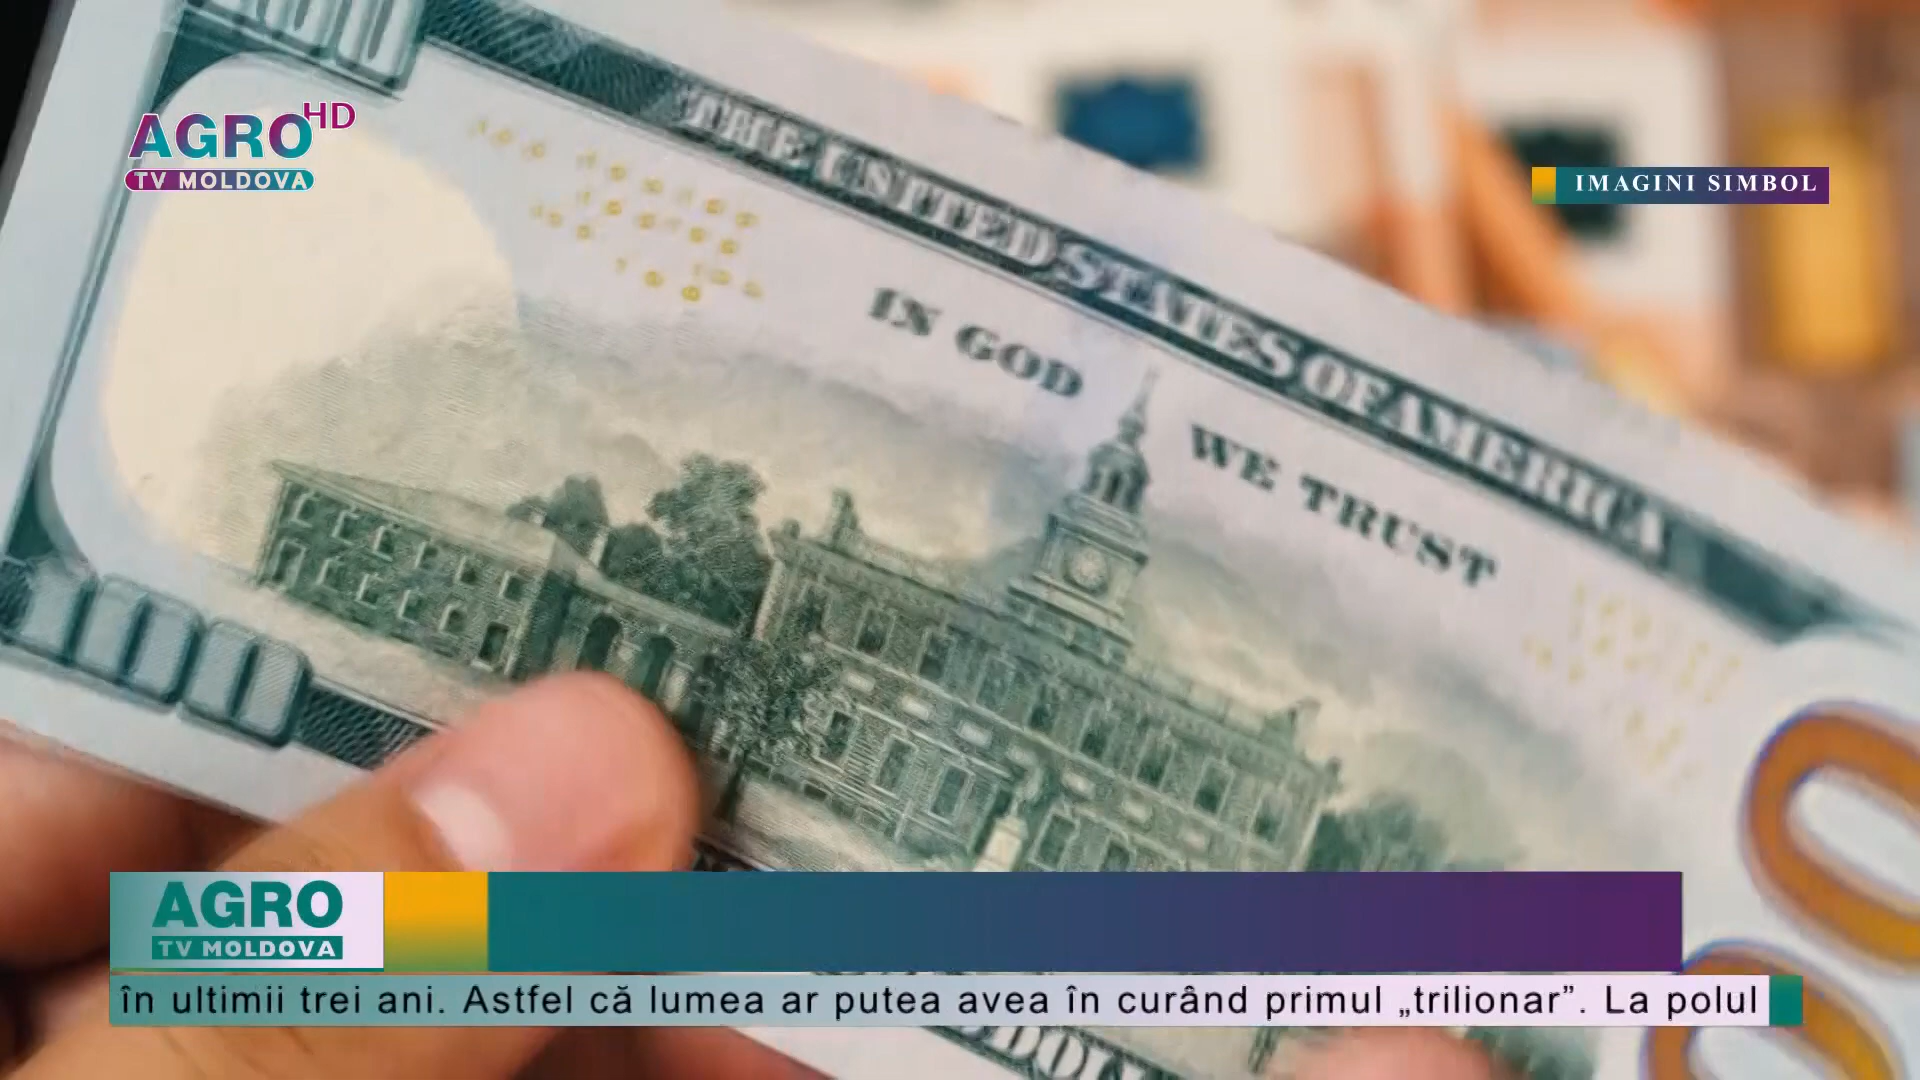 AGRO HD
TV MOLDOVA
IMAGINI SIMBOL
THE UNITED STATES OF AMERICA
IN GOD WE TRUST
100
AGRO
TV MOLDOVA
în ultimii trei ani. Astfel că lumea ar putea avea în curând primul „trilionar”. La polul